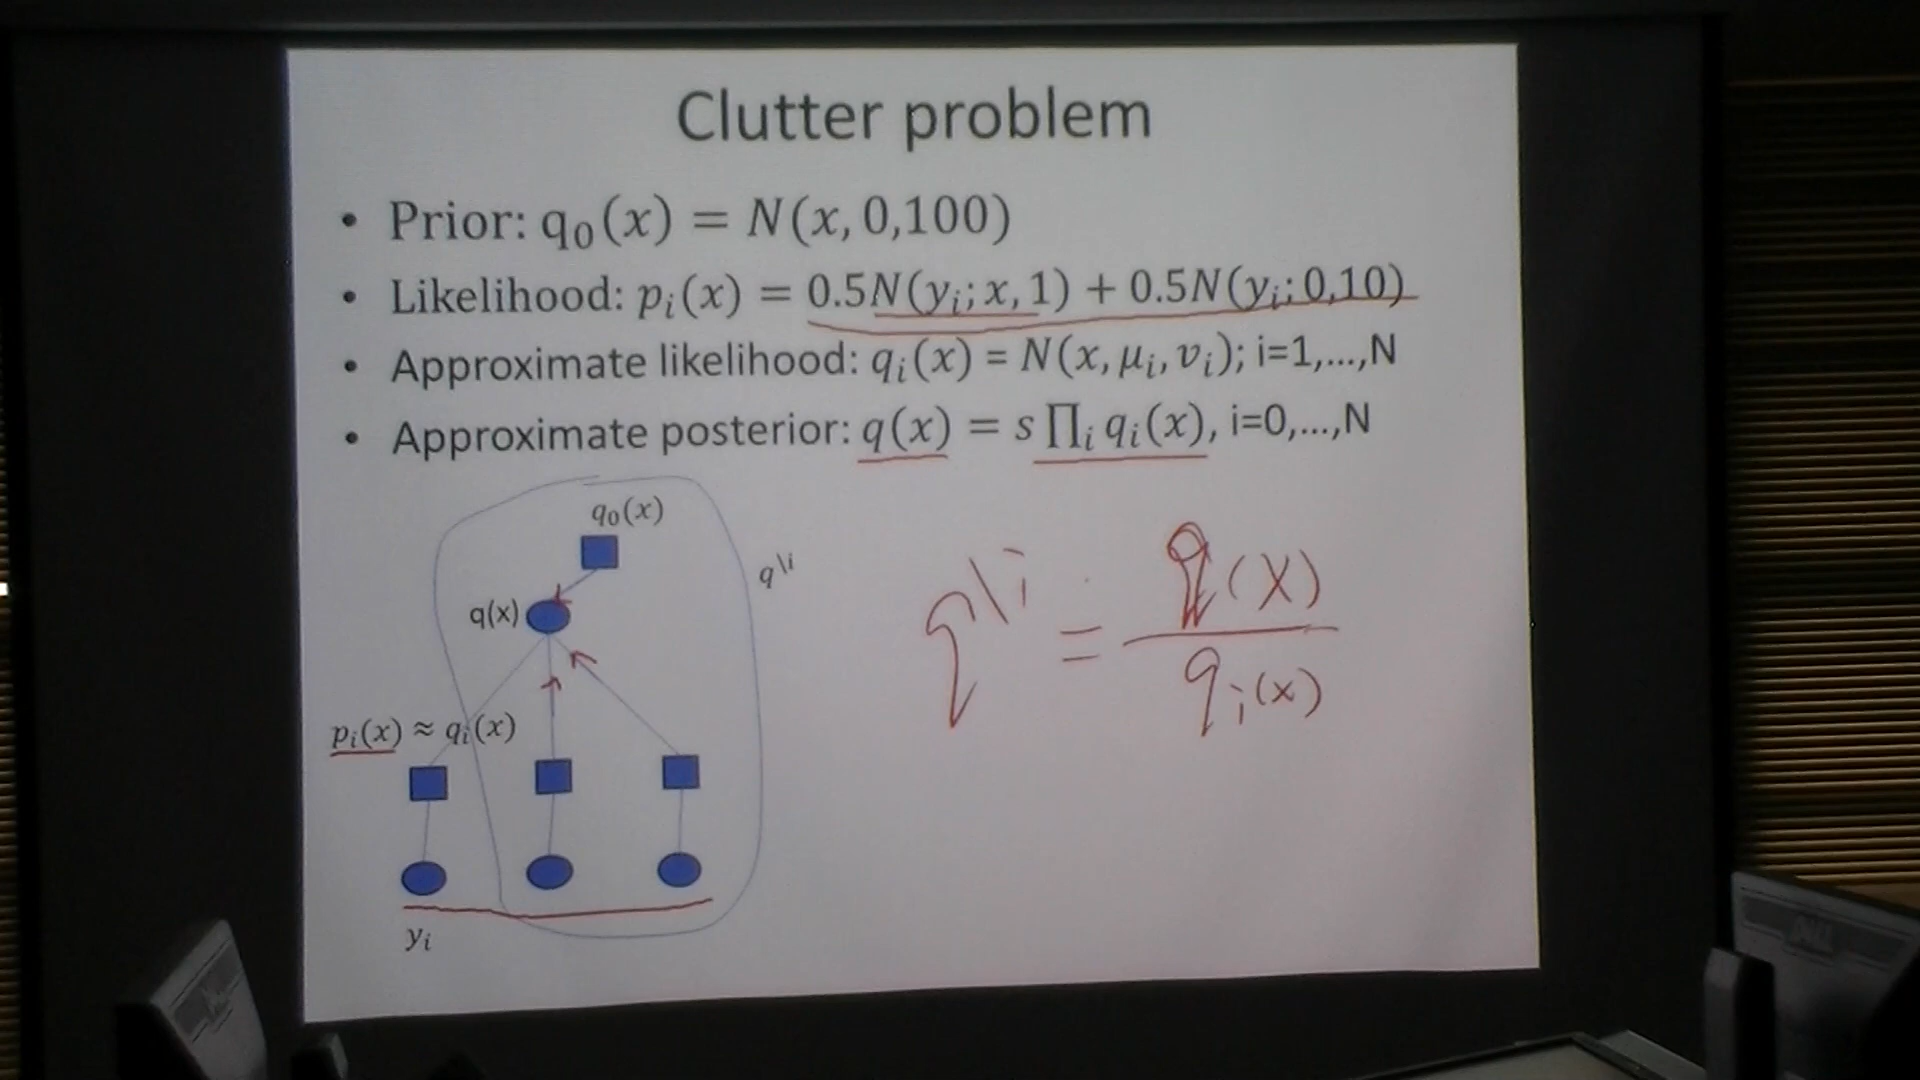 Clutter problem
• Prior: q₀(x) = N(x, 0,100)
• Likelihood: pᵢ(x) = 0.5N(yᵢ; x, 1) + 0.5N(yᵢ; 0,10)
• Approximate likelihood: qᵢ(x) = N(x, μᵢ, vᵢ); i=1,...,N
• Approximate posterior: q(x) = s ∏ᵢ qᵢ(x), i=0,...,N
q₀(x)
q\i
q(x)
pᵢ(x) ≈ qᵢ(x)
yᵢ
q\i = q(x) / qᵢ(x)